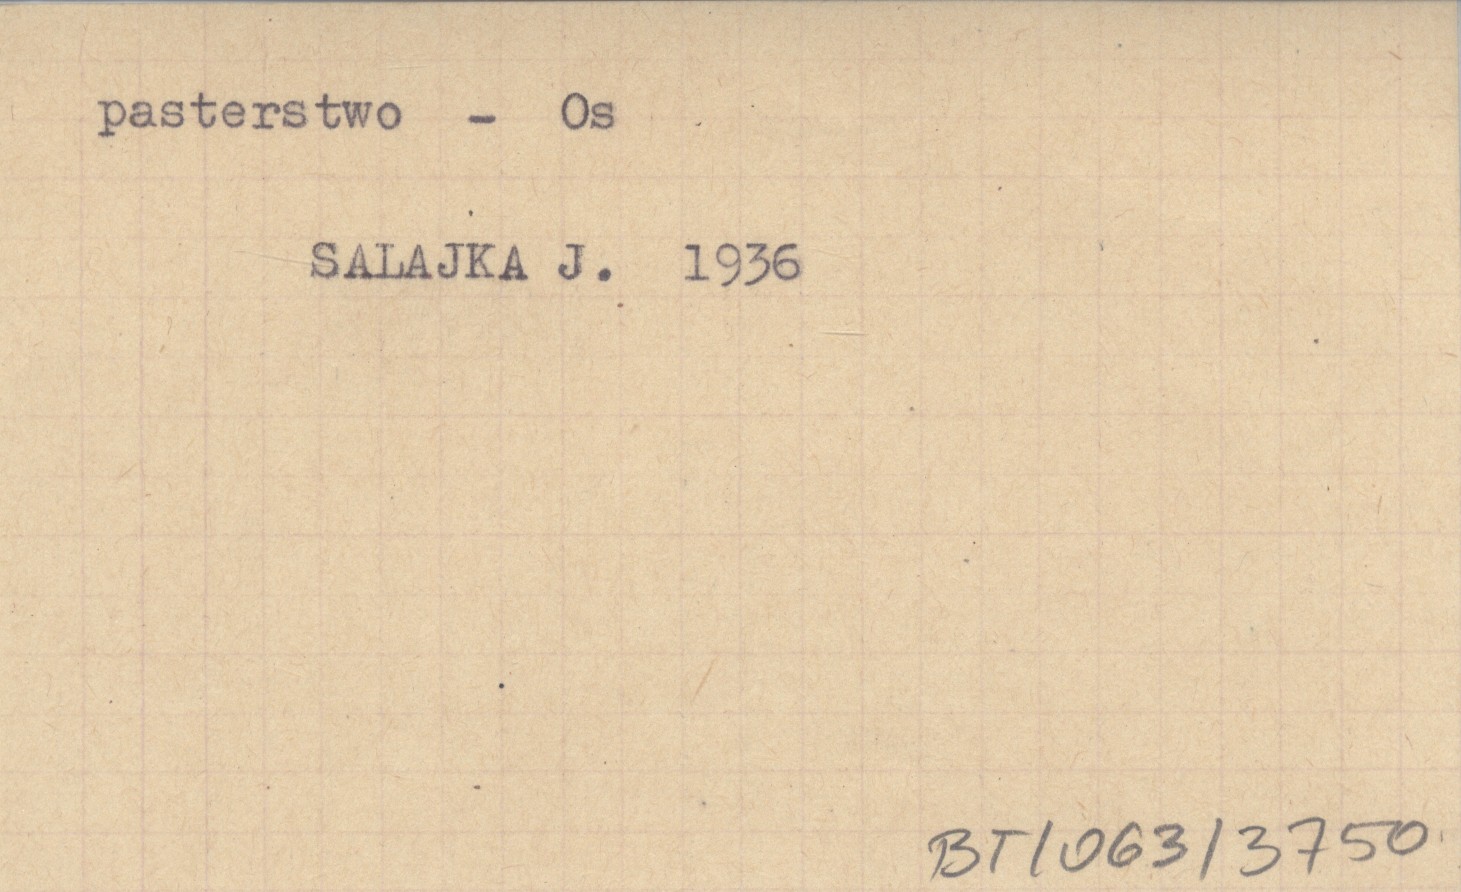 pasterstwo - Os
SALAJKA J. 1936
BT/063/3750